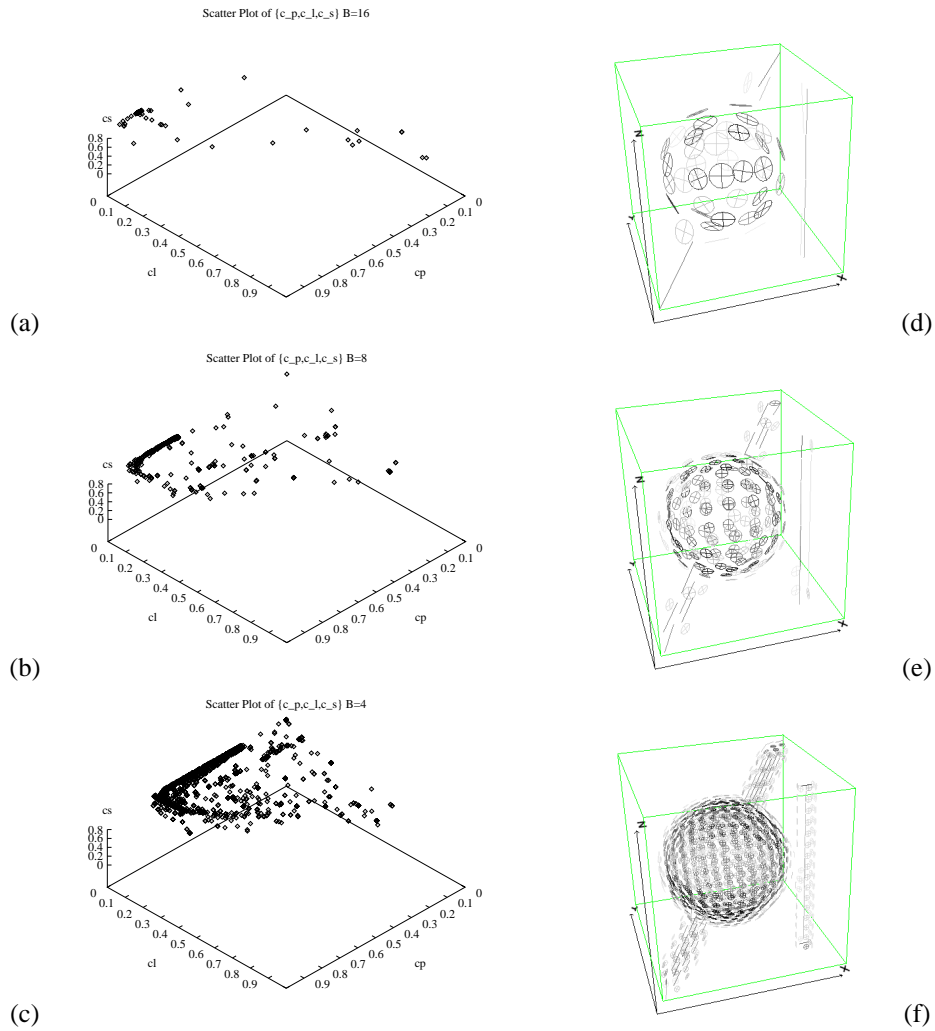 Scatter Plot of {c_p,c_l,c_s} B=16
cs
0.8
0.6
0.4
0.2
0
0
0.1
0.2
0.3
0.4
0.5
0.6
0.7
0.8
0.9
cl
0
0.1
0.2
0.3
0.4
0.5
0.6
0.7
0.8
0.9
cp
(a)
Z
Y
X
(d)
Scatter Plot of {c_p,c_l,c_s} B=8
cs
0.8
0.6
0.4
0.2
0
0
0.1
0.2
0.3
0.4
0.5
0.6
0.7
0.8
0.9
cl
0
0.1
0.2
0.3
0.4
0.5
0.6
0.7
0.8
0.9
cp
(b)
Z
Y
X
(e)
Scatter Plot of {c_p,c_l,c_s} B=4
cs
0.8
0.6
0.4
0.2
0
0
0.1
0.2
0.3
0.4
0.5
0.6
0.7
0.8
0.9
cl
0
0.1
0.2
0.3
0.4
0.5
0.6
0.7
0.8
0.9
cp
(c)
Z
Y
X
(f)